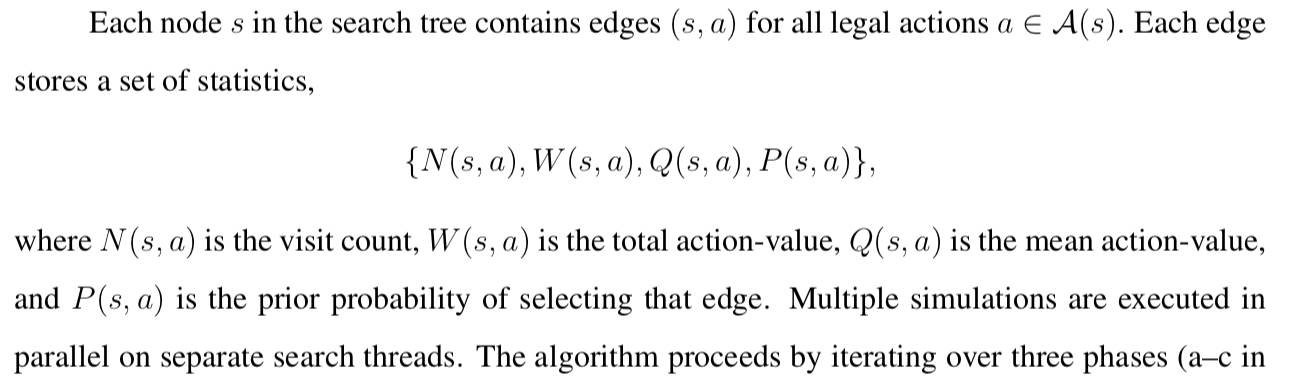 Each node s in the search tree contains edges (s, a) for all legal actions a ∈ 𝒜(s). Each edge
stores a set of statistics,
{N(s, a), W(s, a), Q(s, a), P(s, a)},
where N(s, a) is the visit count, W(s, a) is the total action-value, Q(s, a) is the mean action-value,
and P(s, a) is the prior probability of selecting that edge. Multiple simulations are executed in
parallel on separate search threads. The algorithm proceeds by iterating over three phases (a–c in